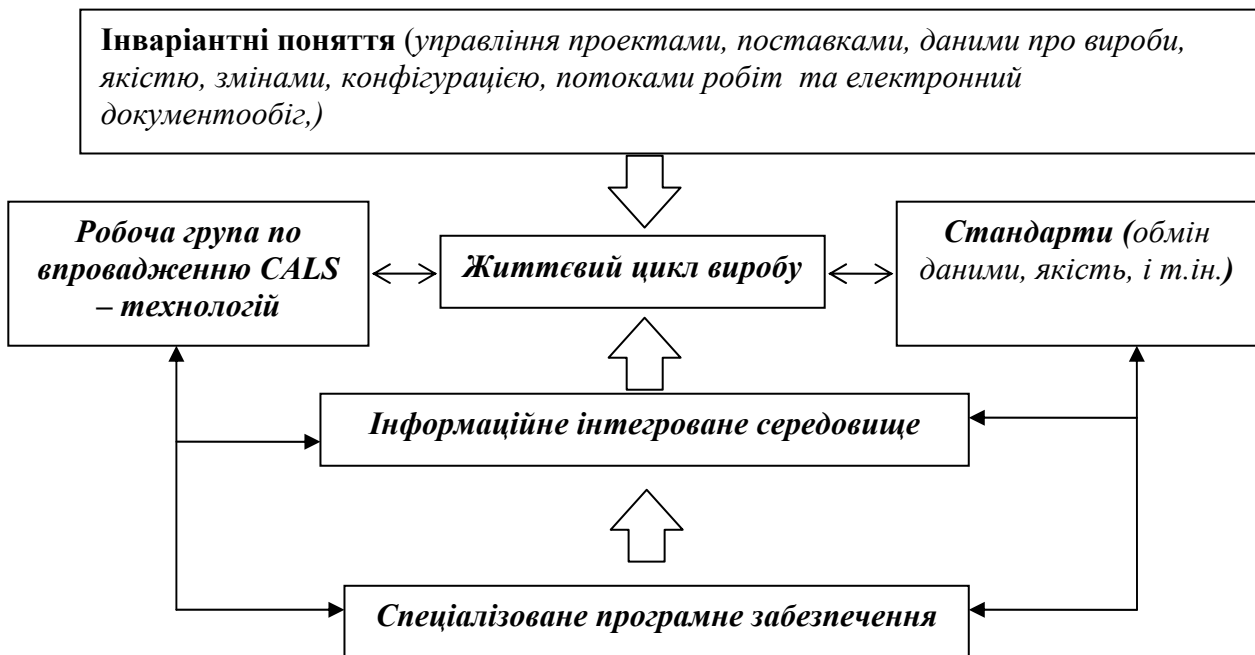 Інваріантні поняття (управління проектами, поставками, даними про вироби,
якістю, змінами, конфігурацією, потоками робіт та електронний
документообіг,)
Робоча група по
впровадженню CALS
– технологій
Життєвий цикл виробу
Стандарти (обмін
даними, якість, і т.ін.)
Інформаційне інтегроване середовище
Спеціалізоване програмне забезпечення